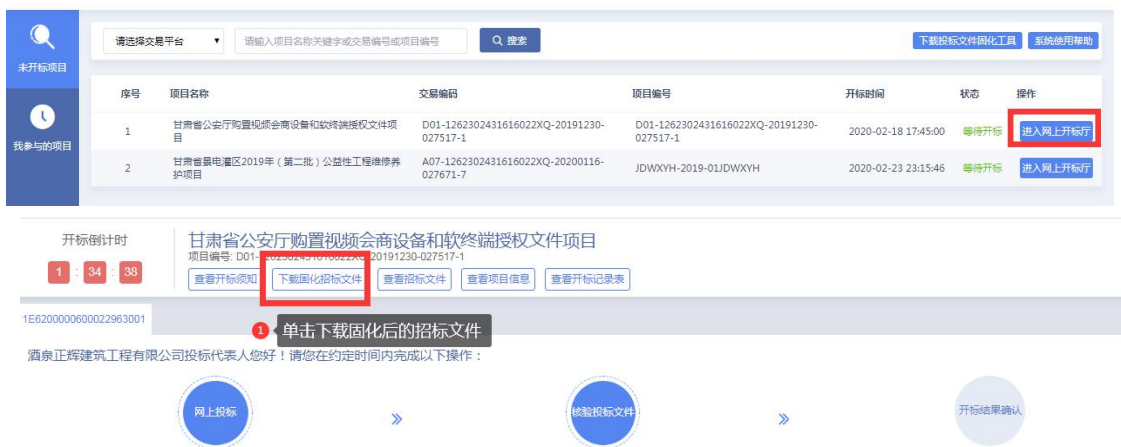 请选择交易平台
请输入项目名称关键字或交易编号或项目编号
搜索
下载投标文件固化工具
系统使用帮助
未开标项目
我参与的项目
序号 项目名称 交易编码 项目编号 开标时间 状态 操作
1 甘肃省公安厅购置视频会商设备和软终端授权文件项目 D01-1262302431616022XQ-20191230-027517-1 D01-1262302431616022XQ-20191230-027517-1 2020-02-18 17:45:00 等待开标 进入网上开标厅
2 甘肃省景电灌区2019年（第二批）公益性工程维修养护项目 A07-1262302431616022XQ-20200116-027671-7 JDWXYH-2019-01JDWXYH 2020-02-23 23:15:46 等待开标 进入网上开标厅
开标倒计时
1 : 34 : 38
甘肃省公安厅购置视频会商设备和软终端授权文件项目
项目编号: D01-1262302431616022XQ-20191230-027517-1
查看开标须知 下载固化招标文件 查看招标文件 查看项目信息 查看开标记录表
1E6200000600022963001
1 单击下载固化后的招标文件
酒泉正辉建筑工程有限公司投标代表人您好！请您在约定时间内完成以下操作：
网上投标 » 核验投标文件 » 开标结果确认